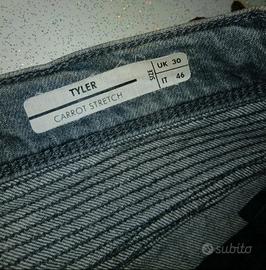 TYLER
CARROT STRETCH
SIZE
UK 30
IT 46
subito